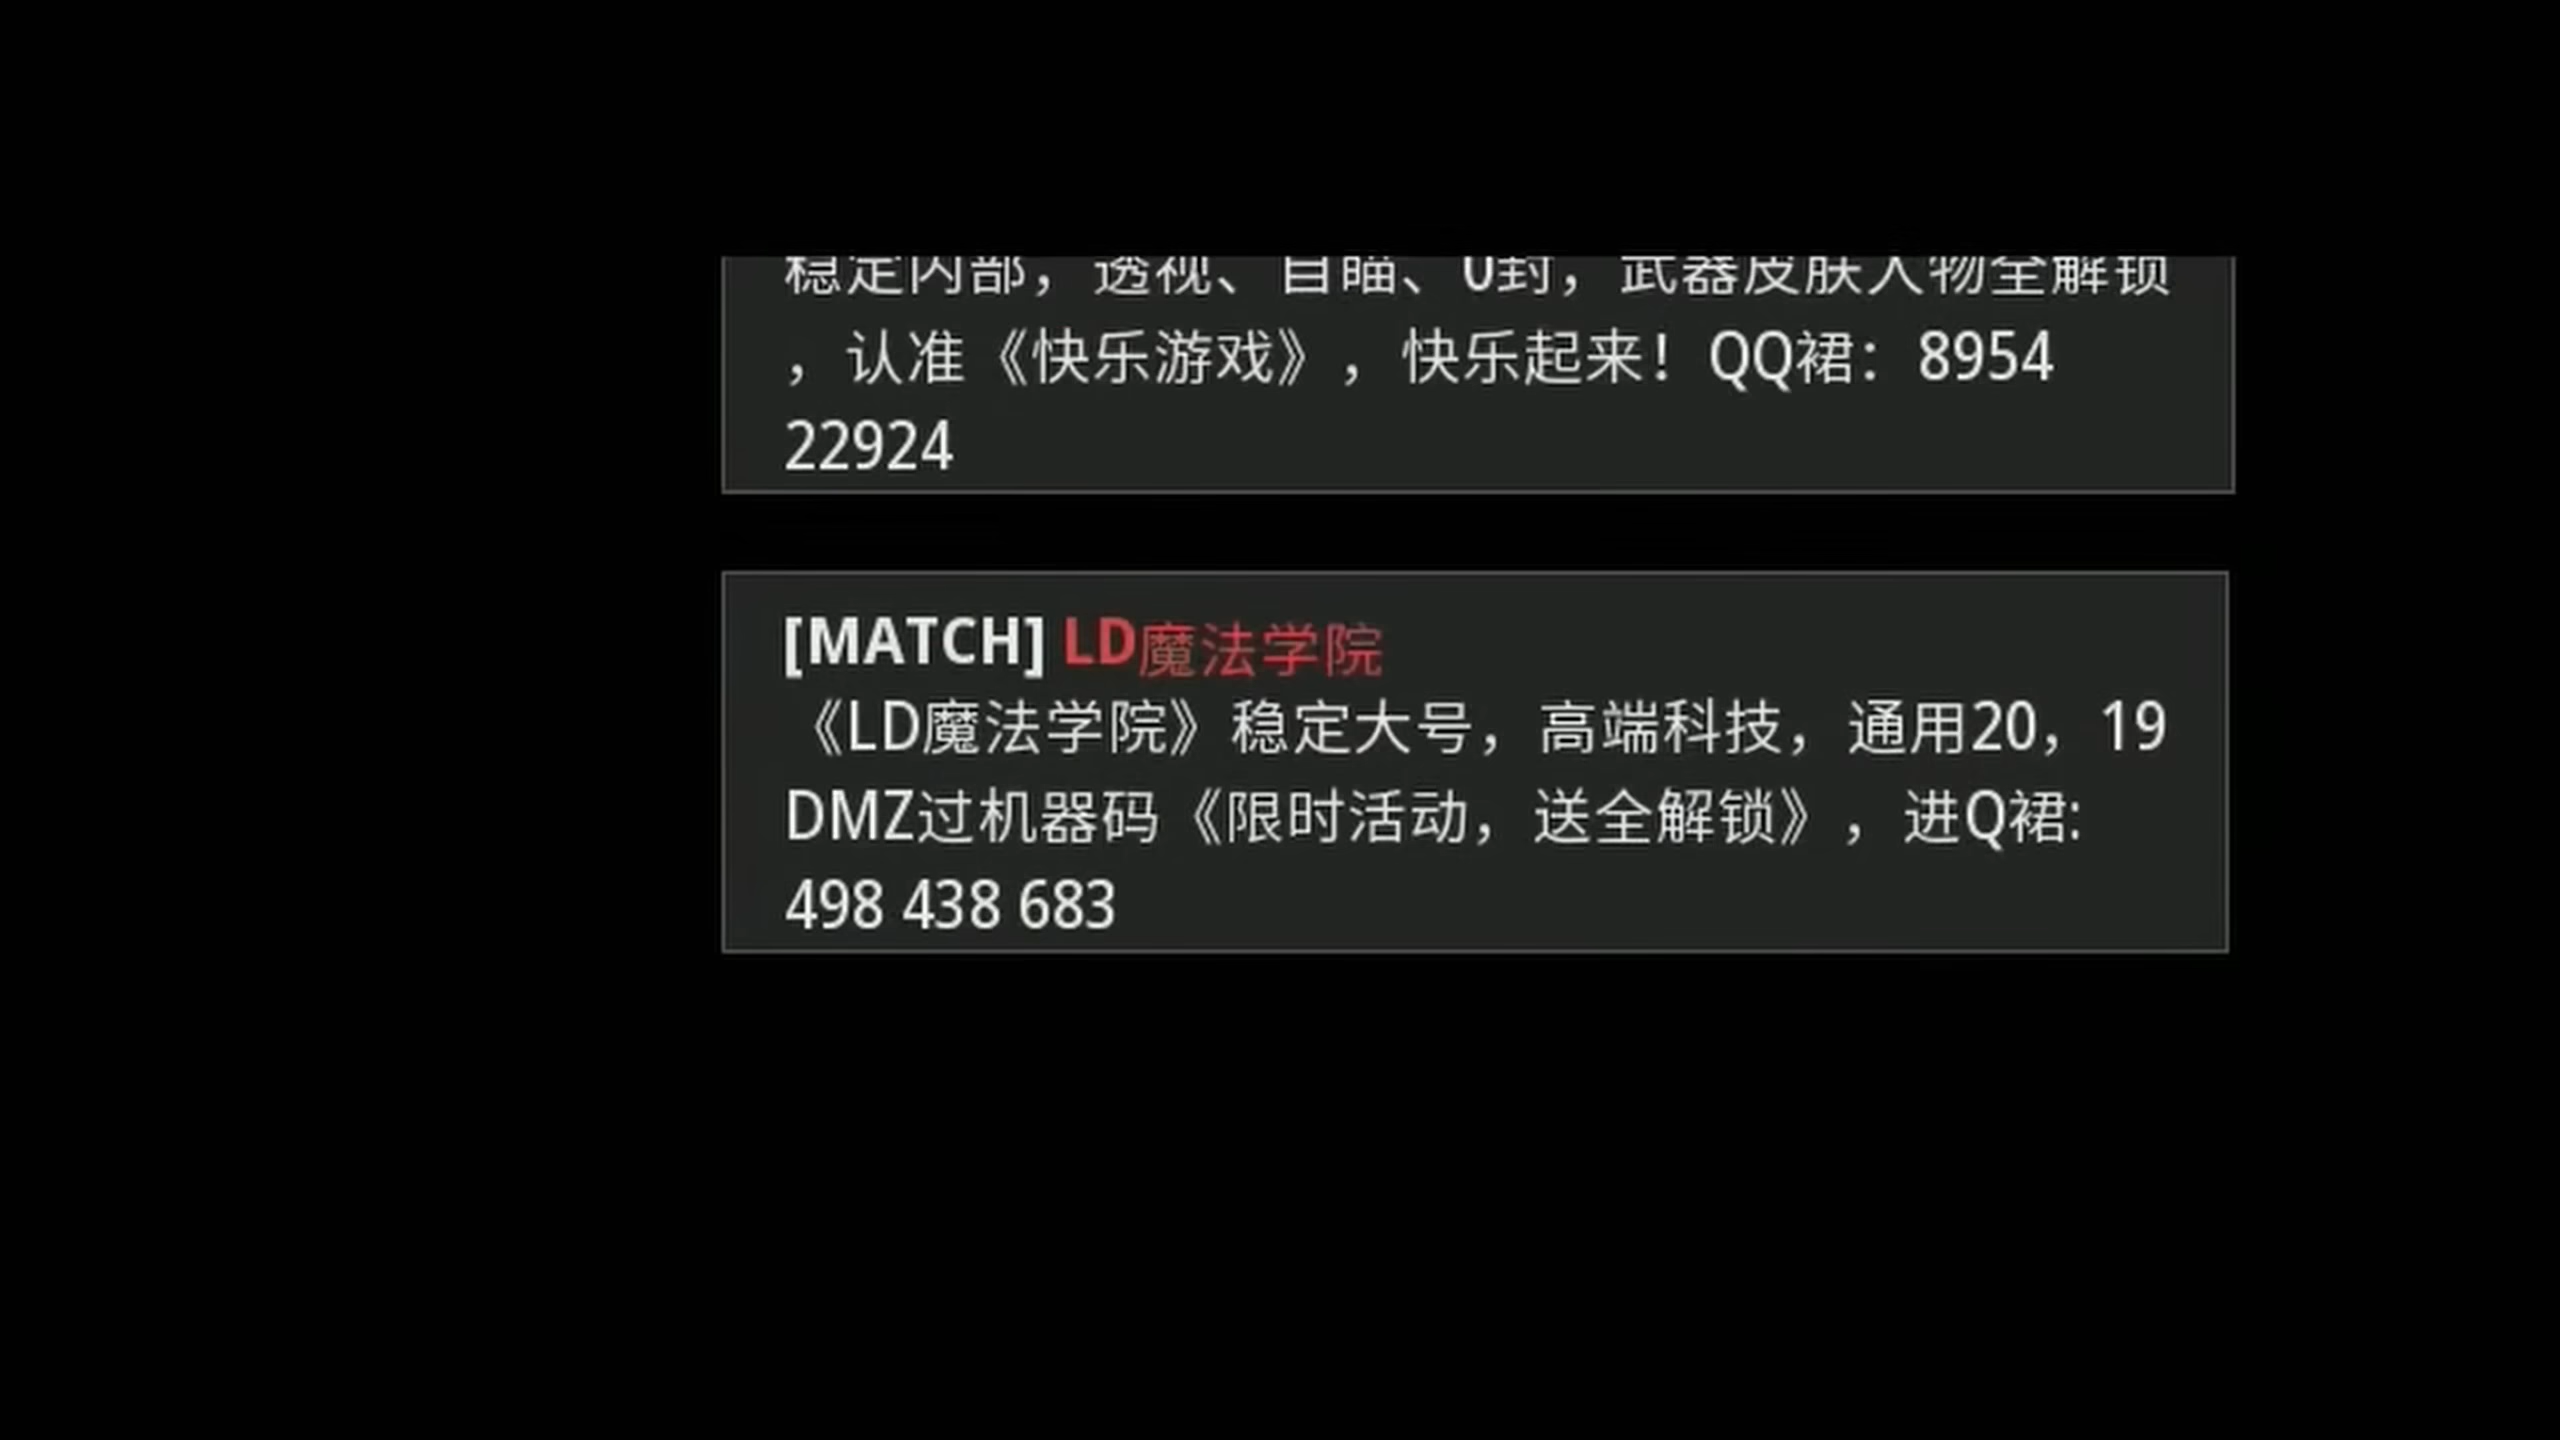 稳定内部，透视、自瞄、0封，武器皮肤人物全解锁
，认准《快乐游戏》，快乐起来！QQ裙：8954
22924
[MATCH] LD魔法学院
《LD魔法学院》稳定大号，高端科技，通用20，19
DMZ过机器码《限时活动，送全解锁》，进Q裙:
498 438 683